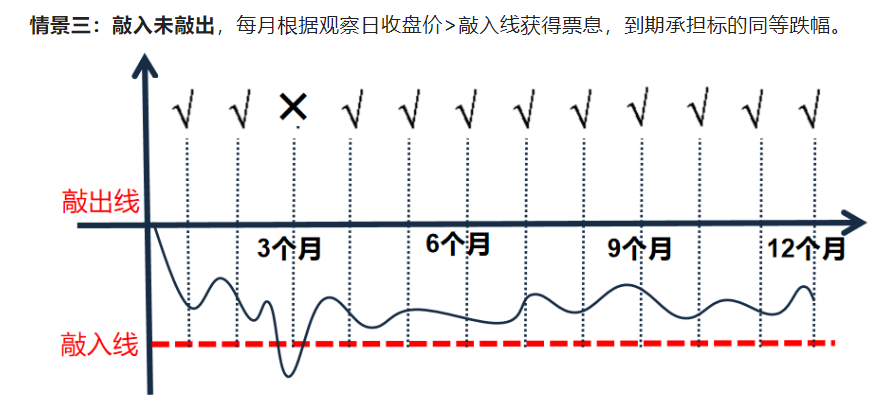 情景三：敲入未敲出，每月根据观察日收盘价>敲入线获得票息，到期承担标的同等跌幅。
√ √ × √ √ √ √ √ √ √ √ √
敲出线
3个月 6个月 9个月 12个月
敲入线